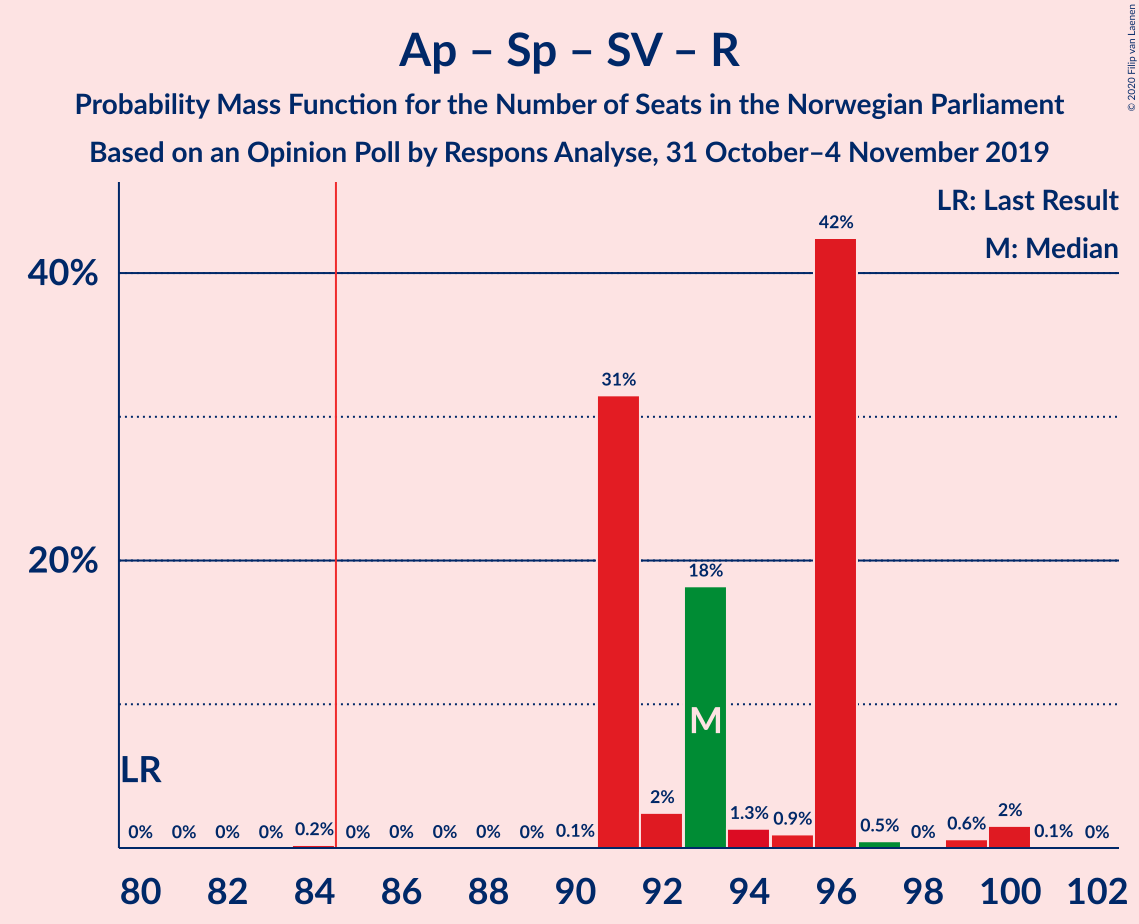 Ap – Sp – SV – R
Probability Mass Function for the Number of Seats in the Norwegian Parliament
Based on an Opinion Poll by Respons Analyse, 31 October–4 November 2019
© 2020 Filip van Laenen
LR: Last Result
M: Median
42%
40%
31%
20%
18%
M
LR
0% 0% 0% 0% 0.2% 0% 0% 0% 0% 0% 0.1% 2% 1.3% 0.9% 0.5% 0% 0.6% 2% 0.1% 0%
80 82 84 86 88 90 92 94 96 98 100 102